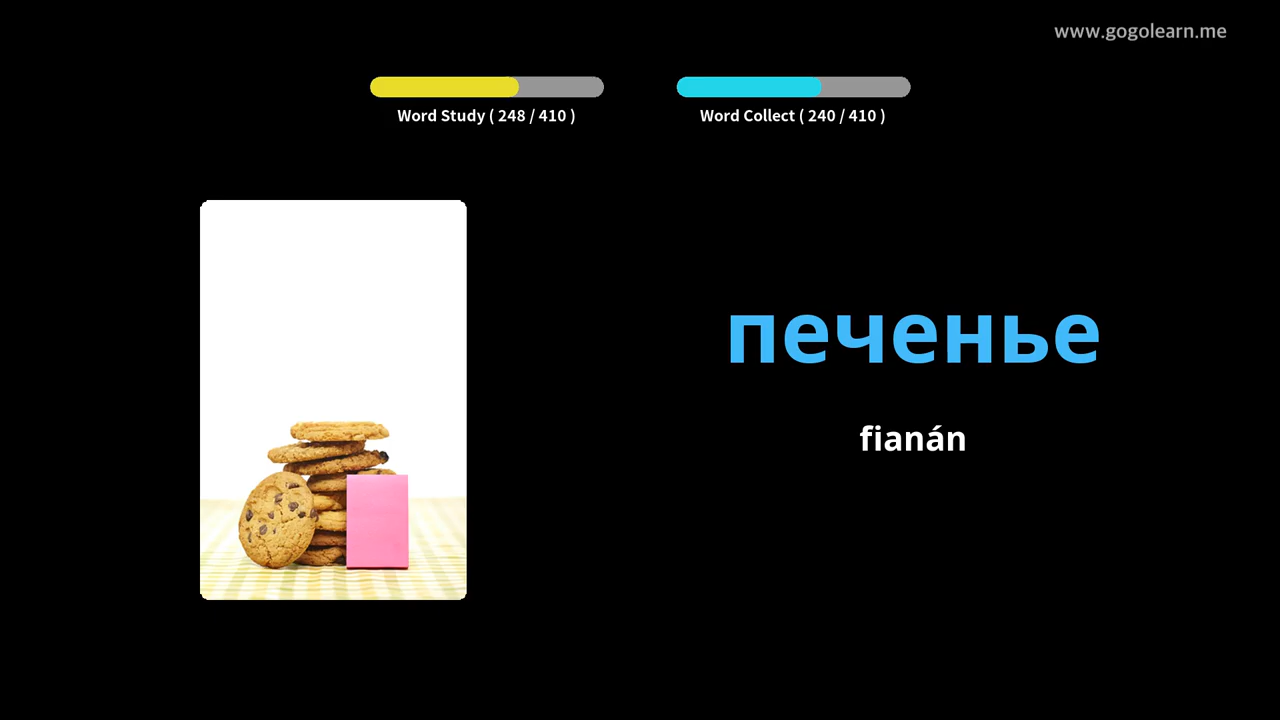 www.gogolearn.me
Word Study ( 248 / 410 )
Word Collect ( 240 / 410 )
печенье
fianán